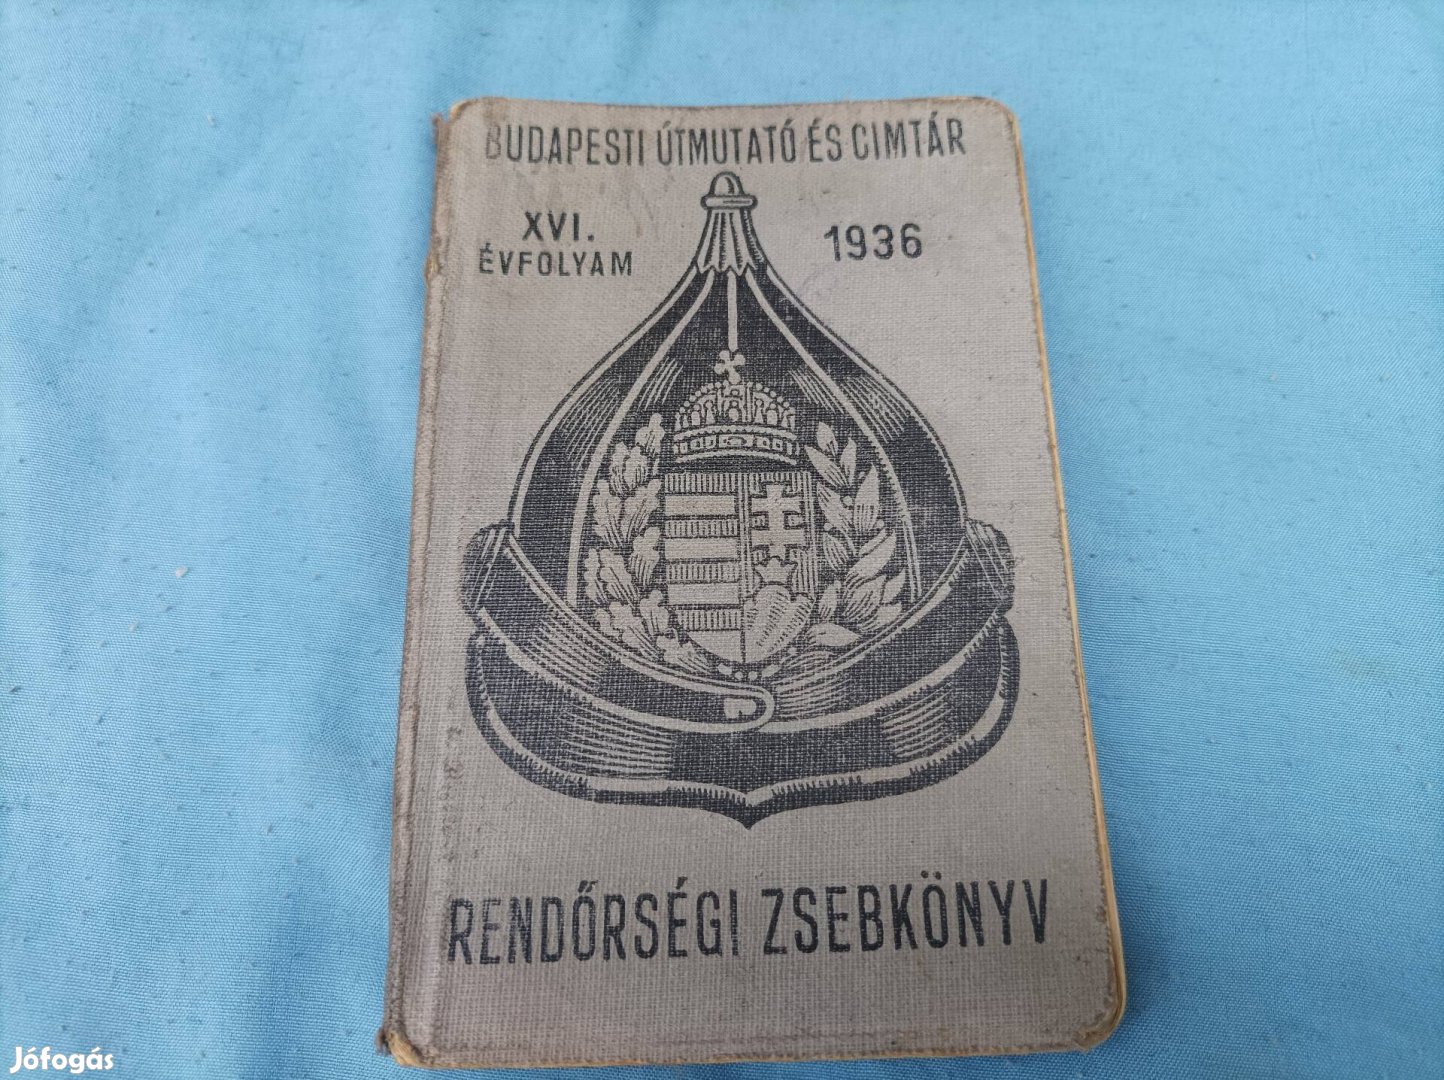 BUDAPESTI ÚTMUTATÓ ÉS CIMTÁR
XVI.
ÉVFOLYAM
1936
RENDŐRSÉGI ZSEBKÖNYV
Jófogás